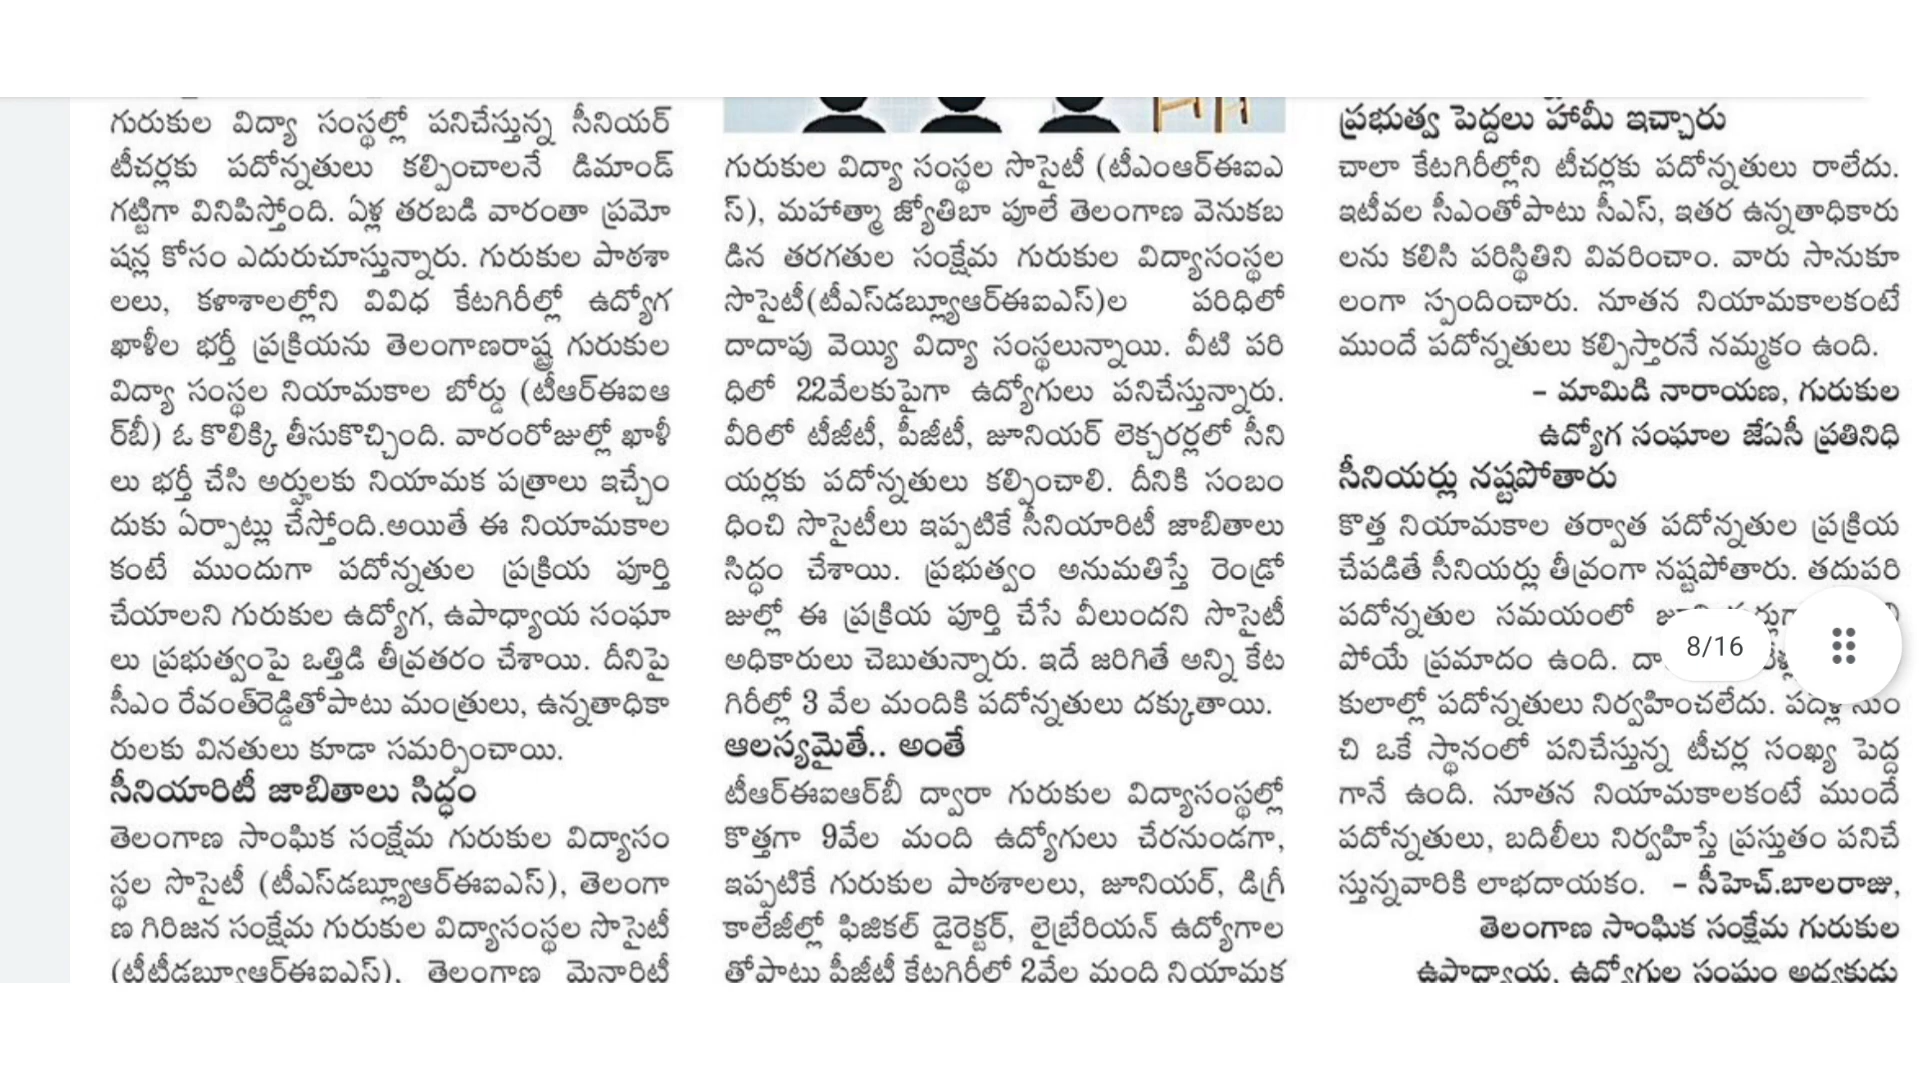 గురుకుల విద్యా సంస్థల్లో పనిచేస్తున్న సీనియర్
టీచర్లకు పదోన్నతులు కల్పించాలనే డిమాండ్
గట్టిగా వినిపిస్తోంది. ఏళ్ల తరబడి వారంతా ప్రమో
షన్ల కోసం ఎదురుచూస్తున్నారు. గురుకుల పాఠశా
లలు, కళాశాలల్లోని వివిధ కేటగిరీల్లో ఉద్యోగ
ఖాళీల భర్తీ ప్రక్రియను తెలంగాణరాష్ట్ర గురుకుల
విద్యా సంస్థల నియామకాల బోర్డు (టీఆర్ఈఐఆ
ర్‌బీ) ఓ కొలిక్కి తీసుకొచ్చింది. వారంరోజుల్లో ఖాళీ
లు భర్తీ చేసి అర్హులకు నియామక పత్రాలు ఇచ్చేం
దుకు ఏర్పాట్లు చేస్తోంది.అయితే ఈ నియామకాల
కంటే ముందుగా పదోన్నతుల ప్రక్రియ పూర్తి
చేయాలని గురుకుల ఉద్యోగ, ఉపాధ్యాయ సంఘా
లు ప్రభుత్వంపై ఒత్తిడి తీవ్రతరం చేశాయి. దీనిపై
సీఎం రేవంత్‌రెడ్డితోపాటు మంత్రులు, ఉన్నతాధికా
రులకు వినతులు కూడా సమర్పించాయి.
సీనియారిటీ జాబితాలు సిద్ధం
తెలంగాణ సాంఘిక సంక్షేమ గురుకుల విద్యాసం
స్థల సొసైటీ (టీఎస్‌డబ్ల్యూఆర్ఈఐఎస్), తెలంగా
ణ గిరిజన సంక్షేమ గురుకుల విద్యాసంస్థల సొసైటీ
(టీటీడబ్ల్యూఆర్ఈఐఎస్), తెలంగాణ మైనారిటీ
గురుకుల విద్యా సంస్థల సొసైటీ (టీఎంఆర్ఈఐఎ
స్), మహాత్మా జ్యోతిబా పూలే తెలంగాణ వెనుకబ
డిన తరగతుల సంక్షేమ గురుకుల విద్యాసంస్థల
సొసైటీ(టీఎస్‌డబ్ల్యూఆర్ఈఐఎస్)ల పరిధిలో
దాదాపు వెయ్యి విద్యా సంస్థలున్నాయి. వీటి పరి
ధిలో 22వేలకుపైగా ఉద్యోగులు పనిచేస్తున్నారు.
వీరిలో టీజీటీ, పీజీటీ, జూనియర్ లెక్చరర్లలో సీని
యర్లకు పదోన్నతులు కల్పించాలి. దీనికి సంబం
ధించి సొసైటీలు ఇప్పటికే సీనియారిటీ జాబితాలు
సిద్ధం చేశాయి. ప్రభుత్వం అనుమతిస్తే రెండ్రో
జుల్లో ఈ ప్రక్రియ పూర్తి చేసే వీలుందని సొసైటీ
అధికారులు చెబుతున్నారు. ఇదే జరిగితే అన్ని కేట
గిరీల్లో 3 వేల మందికి పదోన్నతులు దక్కుతాయి.
ఆలస్యమైతే.. అంతే
టీఆర్ఈఐఆర్‌బీ ద్వారా గురుకుల విద్యాసంస్థల్లో
కొత్తగా 9వేల మంది ఉద్యోగులు చేరనుండగా,
ఇప్పటికే గురుకుల పాఠశాలలు, జూనియర్, డిగ్రీ
కాలేజీల్లో ఫిజికల్ డైరెక్టర్, లైబ్రేరియన్ ఉద్యోగాల
తోపాటు పీజీటీ కేటగిరీలో 2వేల మంది నియామక
ప్రభుత్వ పెద్దలు హామీ ఇచ్చారు
చాలా కేటగిరీల్లోని టీచర్లకు పదోన్నతులు రాలేదు.
ఇటీవల సీఎంతోపాటు సీఎస్, ఇతర ఉన్నతాధికారు
లను కలిసి పరిస్థితిని వివరించాం. వారు సానుకూ
లంగా స్పందించారు. నూతన నియామకాలకంటే
ముందే పదోన్నతులు కల్పిస్తారనే నమ్మకం ఉంది.
– మామిడి నారాయణ, గురుకుల
ఉద్యోగ సంఘాల జేఏసీ ప్రతినిధి
సీనియర్లు నష్టపోతారు
కొత్త నియామకాల తర్వాత పదోన్నతుల ప్రక్రియ
చేపడితే సీనియర్లు తీవ్రంగా నష్టపోతారు. తదుపరి
పదోన్నతుల సమయంలో
పోయే ప్రమాదం ఉంది.
8/16
కులాల్లో పదోన్నతులు నిర్వహించలేదు. పదేళ్లనుం
చి ఒకే స్థానంలో పనిచేస్తున్న టీచర్ల సంఖ్య పెద్ద
గానే ఉంది. నూతన నియామకాలకంటే ముందే
పదోన్నతులు, బదిలీలు నిర్వహిస్తే ప్రస్తుతం పనిచే
స్తున్నవారికి లాభదాయకం. – సీహెచ్.బాలరాజు,
తెలంగాణ సాంఘిక సంక్షేమ గురుకుల
ఉపాధ్యాయ, ఉద్యోగుల సంఘం అధ్యక్షుడు